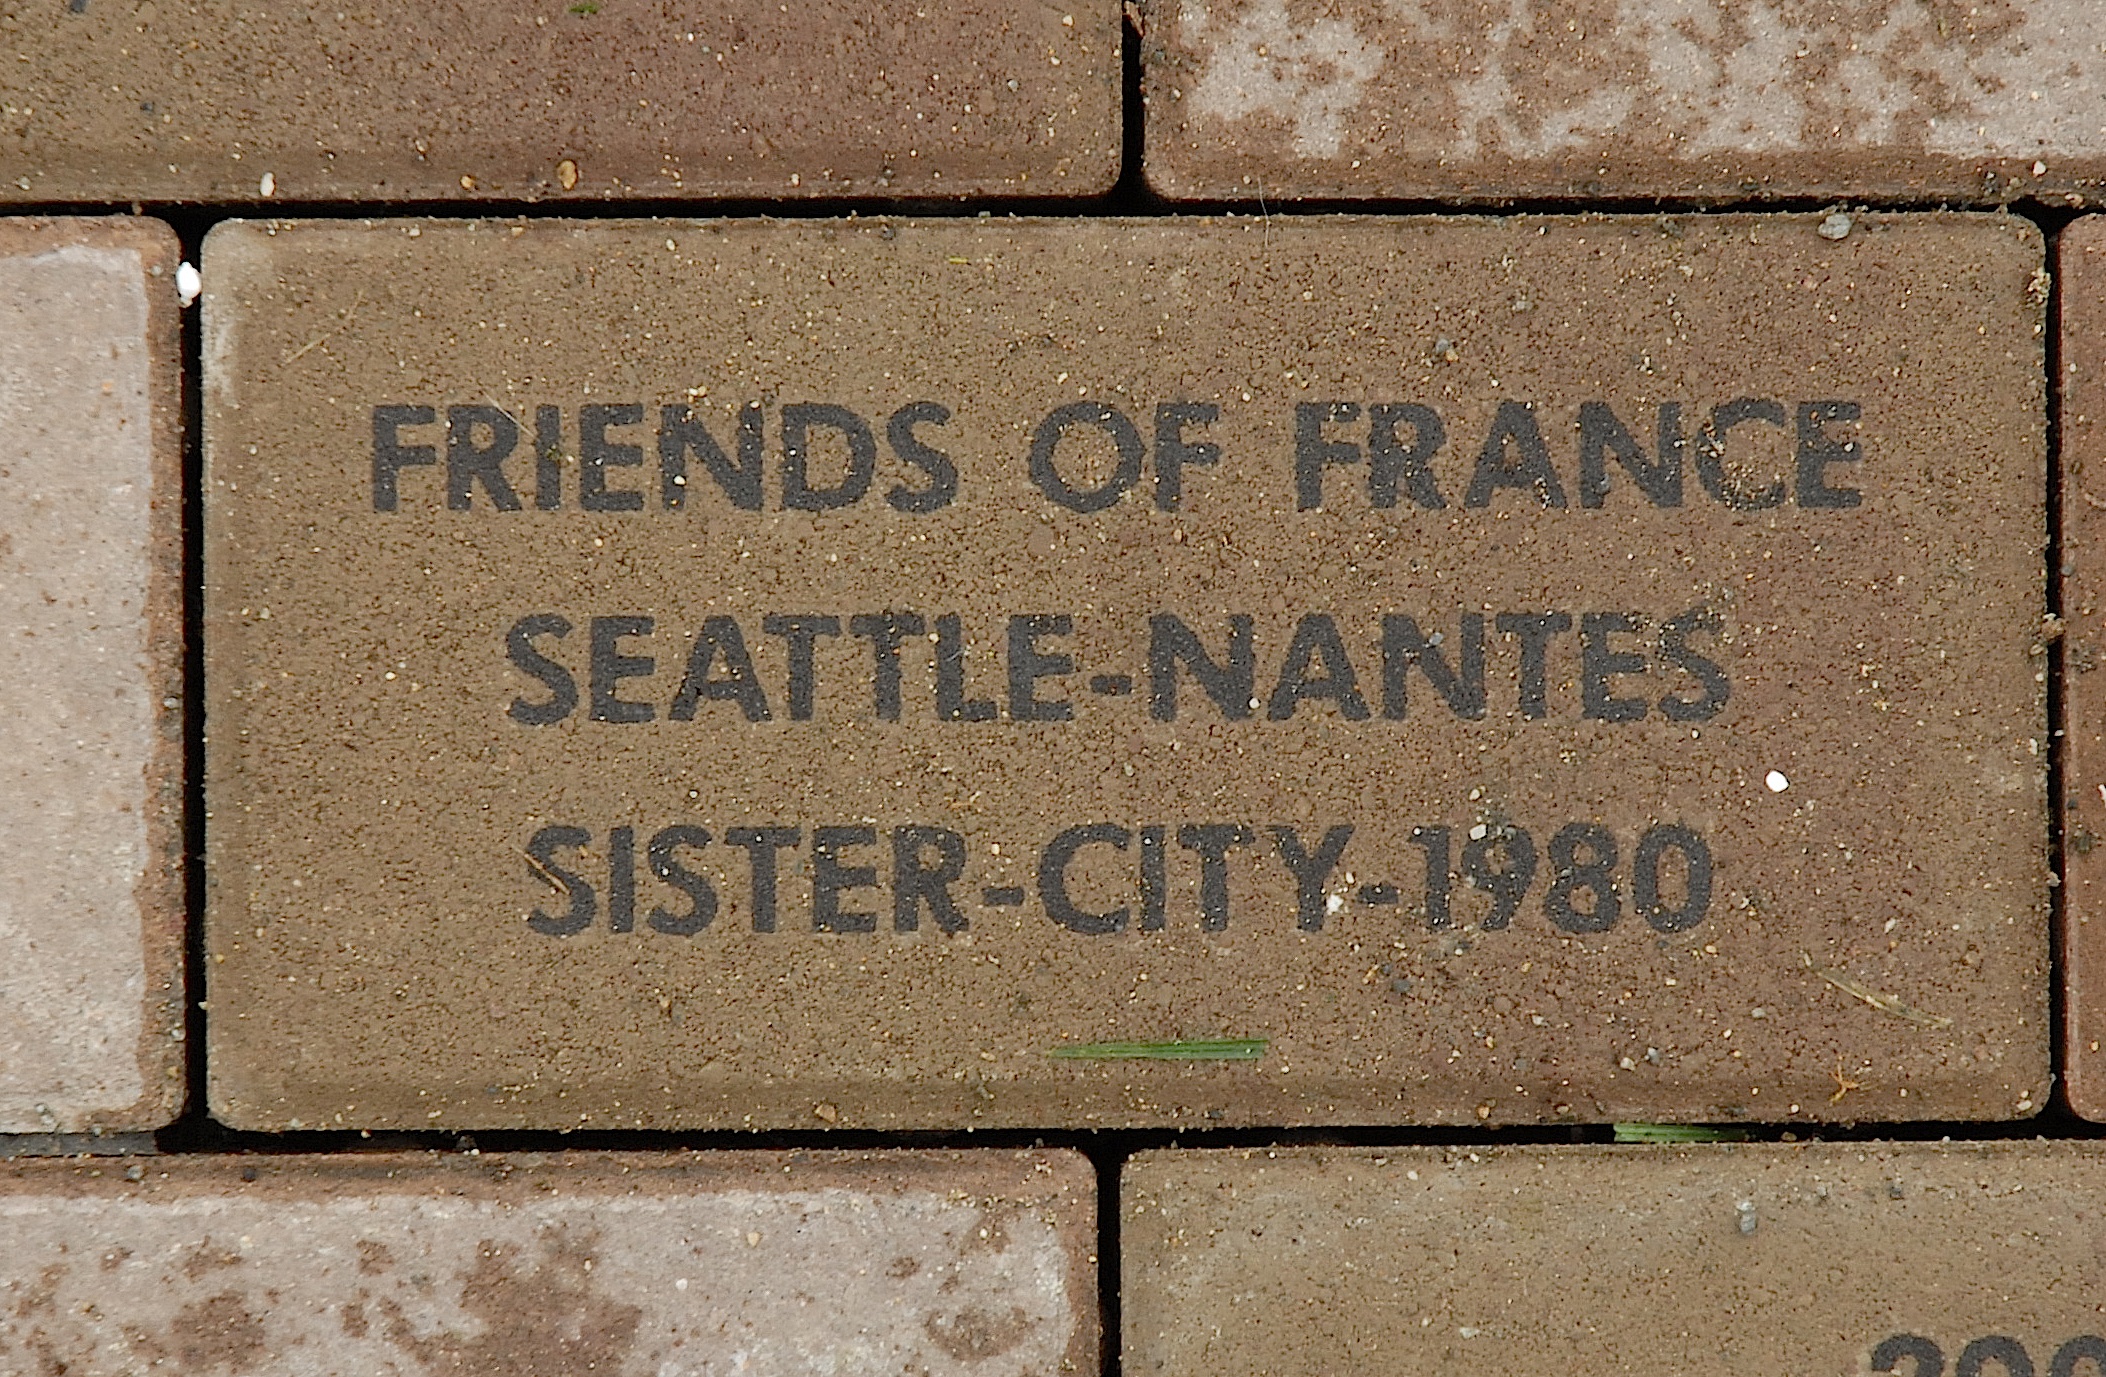 FRIENDS OF FRANCE
SEATTLE-NANTES
SISTER-CITY-1980